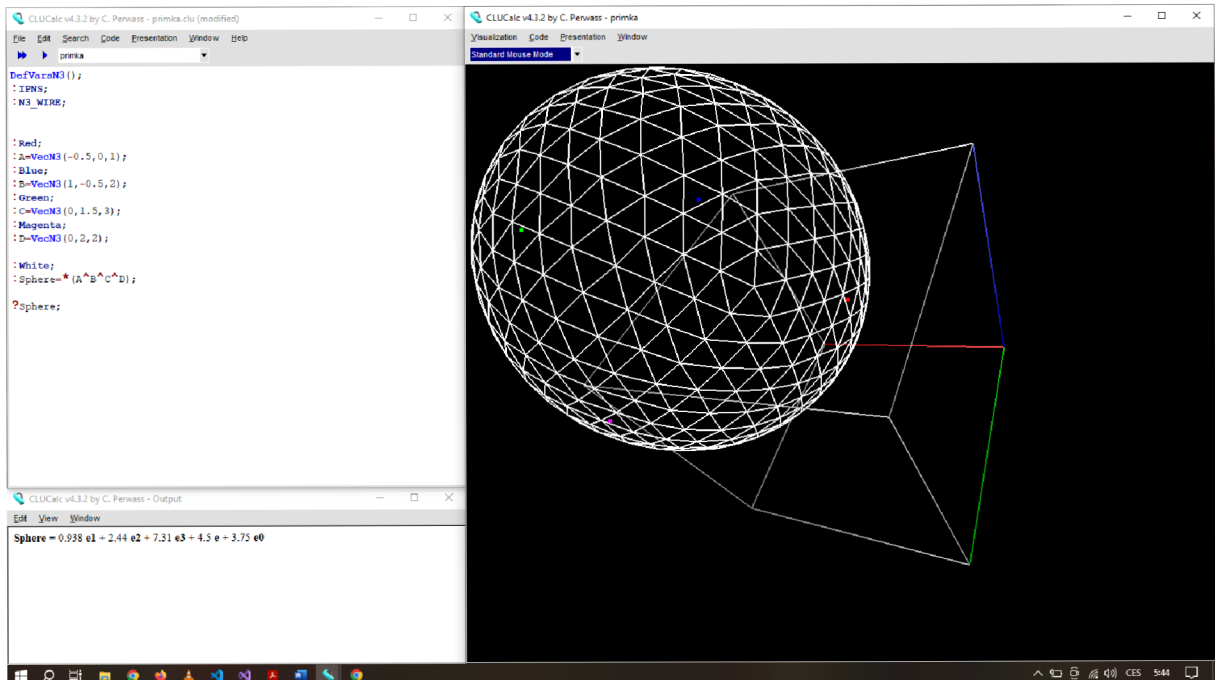 CLUCalc v4.3.2 by C. Perwass - primka.clu (modified)
File Edit Search Code Presentation Window Help
primka
DefVarsN3();
:IPNS;
:N3_WIRE;
:Red;
:A=VecN3(-0.5,0,1);
:Blue;
:B=VecN3(1,-0.5,2);
:Green;
:C=VecN3(0,1.5,3);
:Magenta;
:D=VecN3(0,2,2);
:White;
:Sphere=*(A^B^C^D);
?Sphere;
CLUCalc v4.3.2 by C. Perwass - Output
Edit View Window
Sphere = 0.938 e1 + 2.44 e2 + 7.31 e3 + 4.5 e + 3.75 e0
CLUCalc v4.3.2 by C. Perwass - primka
Visualization Code Presentation Window
Standard Mouse Mode
CES 5:44